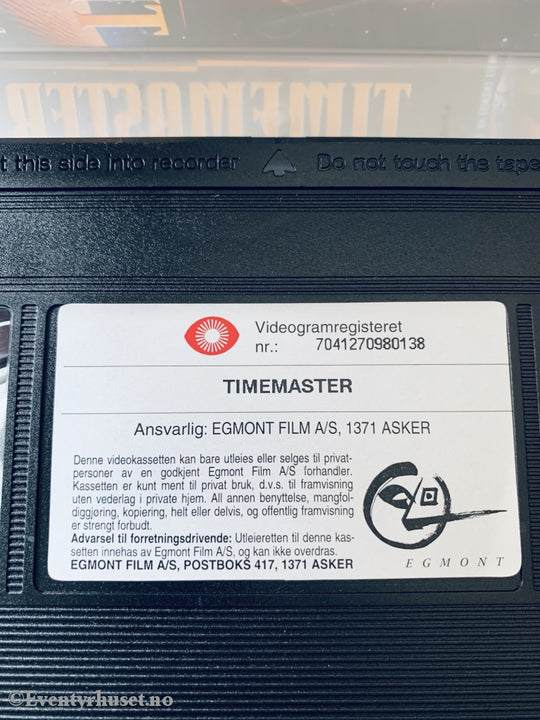 TIMEMASTER
t this side into recorder Do not touch the tape
Videogramregisteret
nr.: 7041270980138
TIMEMASTER
Ansvarlig: EGMONT FILM A/S, 1371 ASKER
Denne videokassetten kan bare utleies eller selges til privat-
personer av en godkjent Egmont Film A/S forhandler.
Kassetten er kunt ment til privat bruk, d.v.s. til framvisning
uten vederlag i private hjem. All annen benyttelse, mangfol-
diggjøring, kopiering, helt eller delvis, og offentlig framvisning
er strengt forbudt.
Advarsel til forretningsdrivende: Utleieretten til denne kas-
setten innehas av Egmont Film A/S, og kan ikke overdras.
EGMONT FILM A/S, POSTBOKS 417, 1371 ASKER
EGMONT
©Eventyrhuset.no